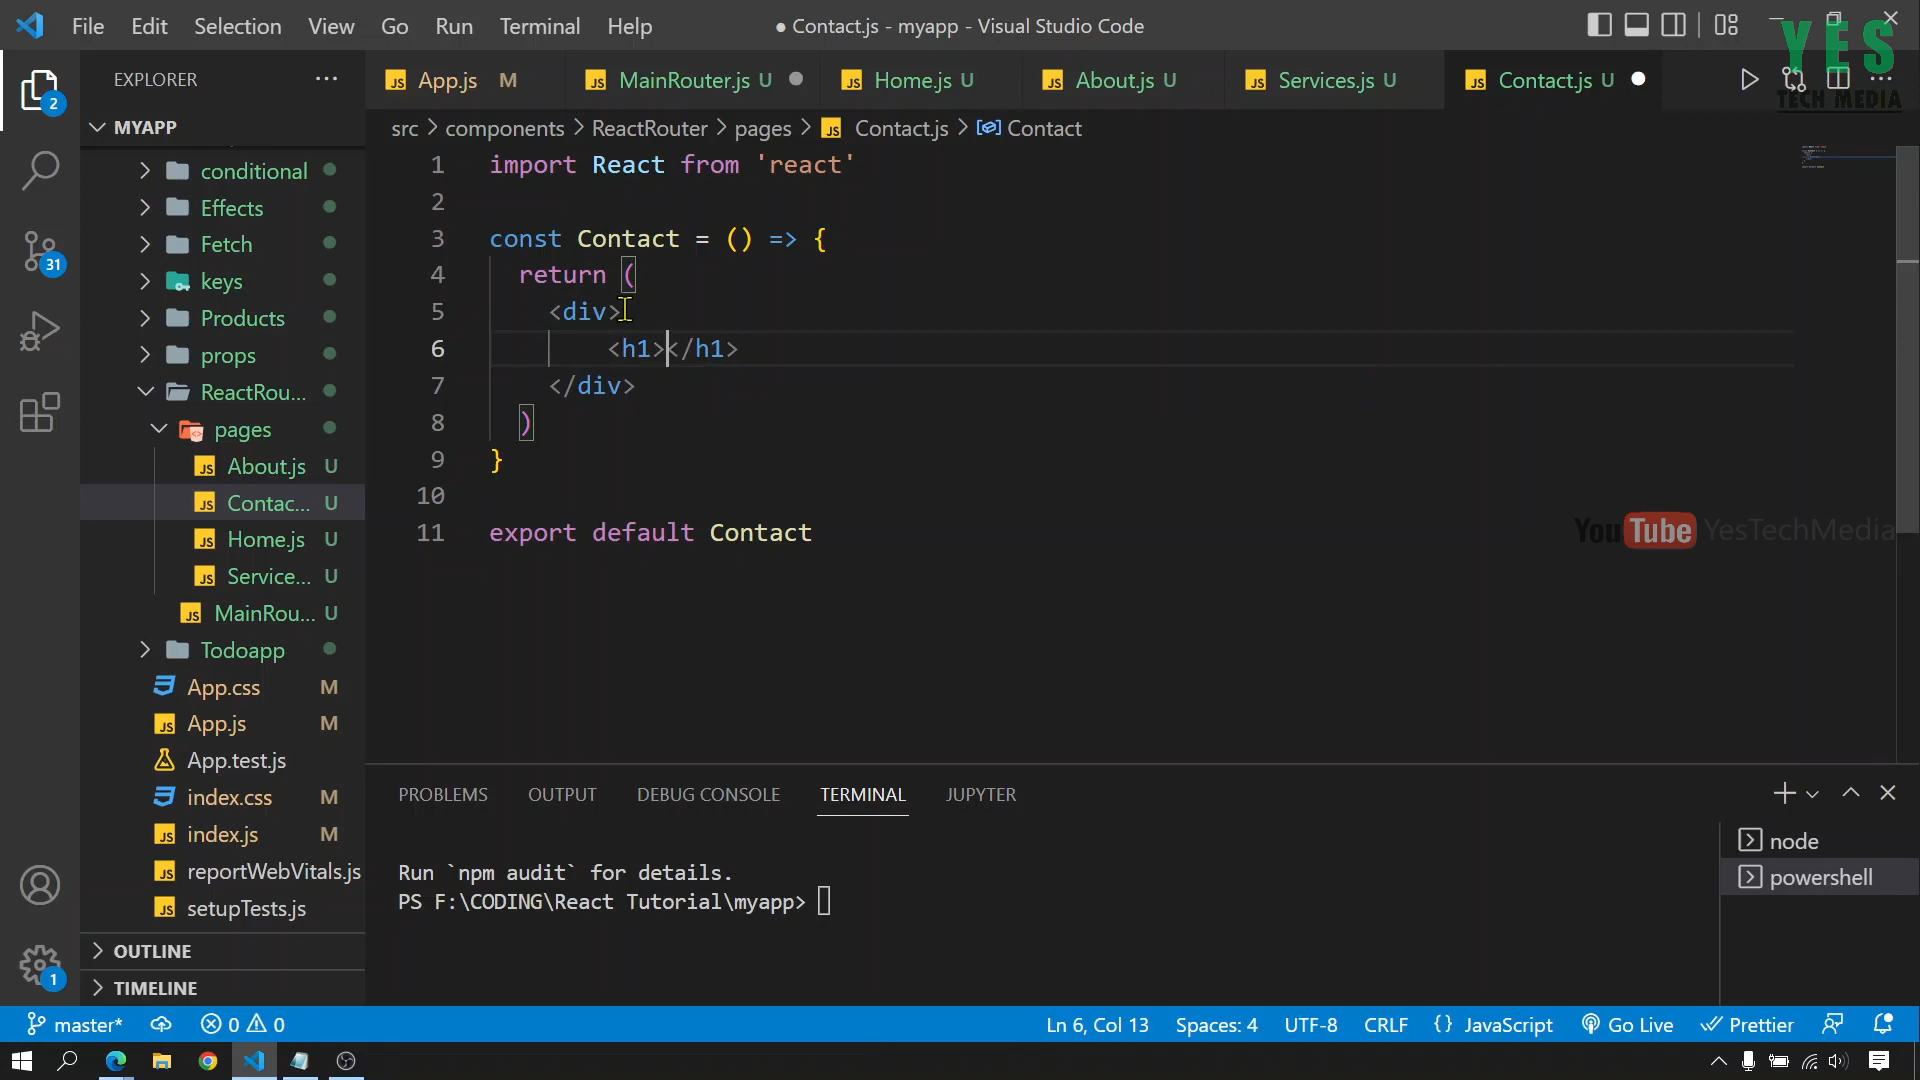 File Edit Selection View Go Run Terminal Help ● Contact.js - myapp - Visual Studio Code
YES
TECH MEDIA
EXPLORER ···
JS App.js M JS MainRouter.js U JS Home.js U JS About.js U JS Services.js U JS Contact.js U
2
MYAPP
src > components > ReactRouter > pages > JS Contact.js > Contact
conditional
Effects
Fetch
keys
Products
props
ReactRou...
pages
JS About.js U
JS Contac... U
JS Home.js U
JS Service... U
JS MainRou... U
Todoapp
App.css M
JS App.js M
App.test.js
index.css M
JS index.js M
JS reportWebVitals.js
JS setupTests.js
OUTLINE
TIMELINE
31
1
1 import React from 'react'
2
3 const Contact = () => {
4 return (
5 <div>
6 <h1></h1>
7 </div>
8 )
9 }
10
11 export default Contact
YouTube YesTechMedia
PROBLEMS OUTPUT DEBUG CONSOLE TERMINAL JUPYTER
Run `npm audit` for details.
PS F:\CODING\React Tutorial\myapp>
node
powershell
master* 0 0 Ln 6, Col 13 Spaces: 4 UTF-8 CRLF {} JavaScript Go Live Prettier